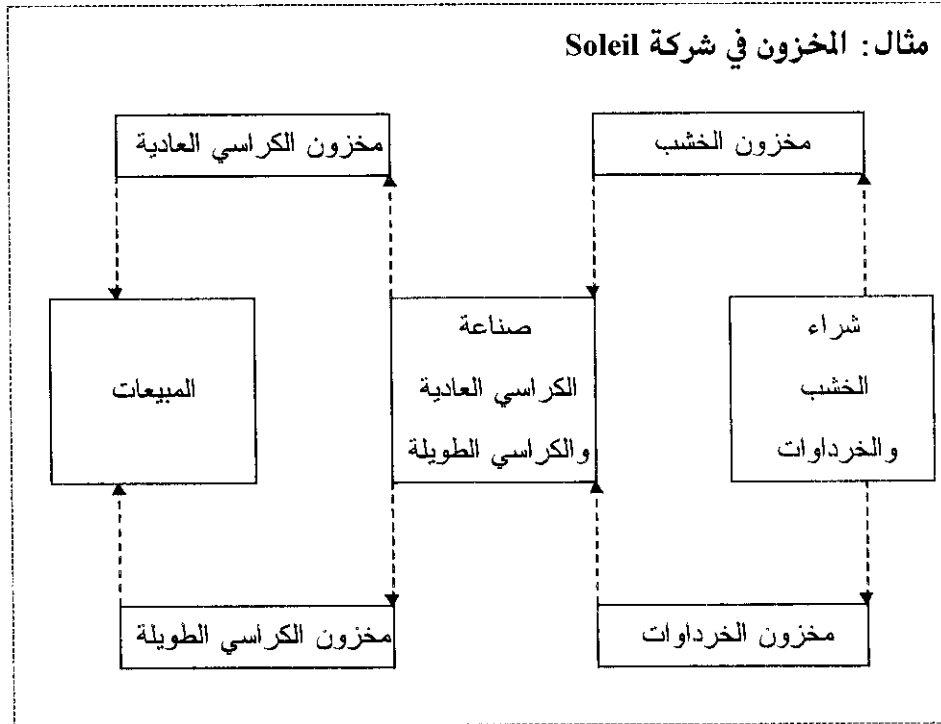 مثال: المخزون في شركة Soleil
مخزون الخشب
مخزون الكراسي العادية
شراء
الخشب
والخرداوات
صناعة
الكراسي العادية
والكراسي الطويلة
المبيعات
مخزون الخرداوات
مخزون الكراسي الطويلة